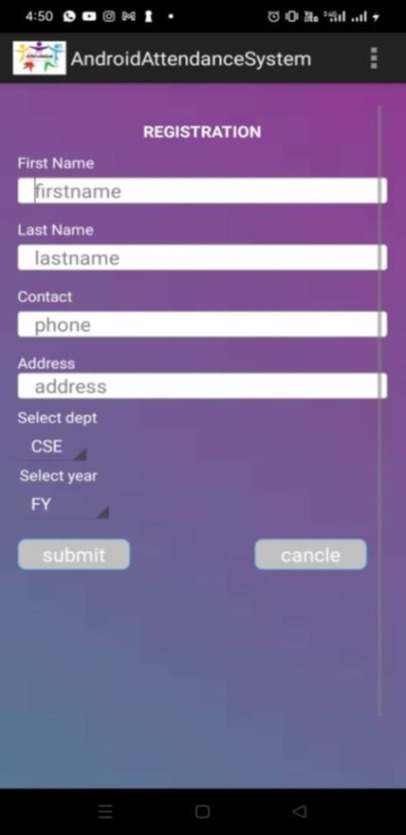 4:50
AndroidAttendanceSystem
REGISTRATION
First Name
firstname
Last Name
lastname
Contact
phone
Address
address
Select dept
CSE
Select year
FY
submit cancle